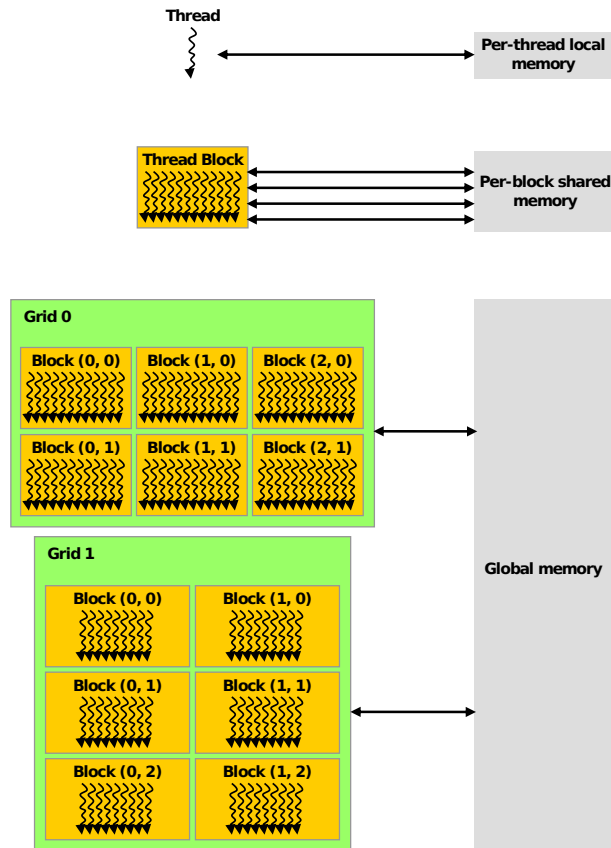 Thread
Per-thread local
memory
Thread Block
Per-block shared
memory
Grid 0
Block (0, 0) Block (1, 0) Block (2, 0)
Block (0, 1) Block (1, 1) Block (2, 1)
Global memory
Grid 1
Block (0, 0) Block (1, 0)
Block (0, 1) Block (1, 1)
Block (0, 2) Block (1, 2)